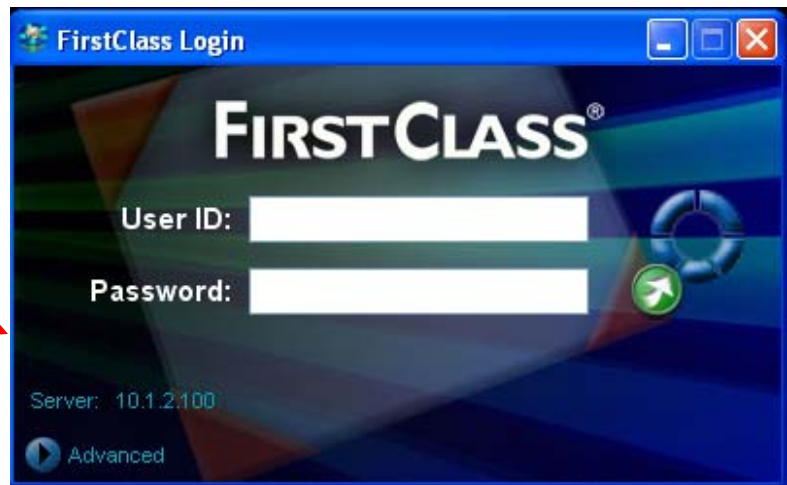 FirstClass Login
FIRSTCLASS®
User ID:
Password:
Server: 10.1.2.100
Advanced